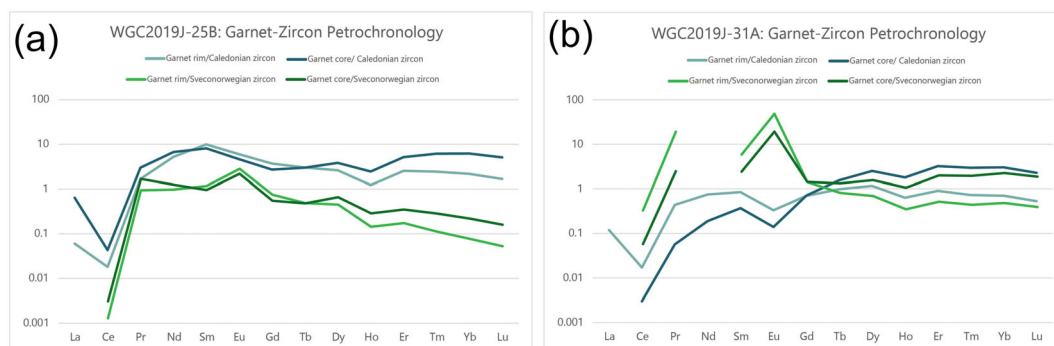 (a)
WGC2019J-25B: Garnet-Zircon Petrochronology
Garnet rim/Caledonian zircon Garnet core/ Caledonian zircon
Garnet rim/Sveconorwegian zircon Garnet core/Sveconorwegian zircon
100
10
1
0.1
0.01
0.001
La Ce Pr Nd Sm Eu Gd Tb Dy Ho Er Tm Yb Lu
(b)
WGC2019J-31A: Garnet-Zircon Petrochronology
Garnet rim/Caledonian zircon Garnet core/ Caledonian zircon
Garnet rim/Sveconorwegian zircon Garnet core/Sveconorwegian zircon
100
10
1
0.1
0.01
0.001
La Ce Pr Nd Sm Eu Gd Tb Dy Ho Er Tm Yb Lu